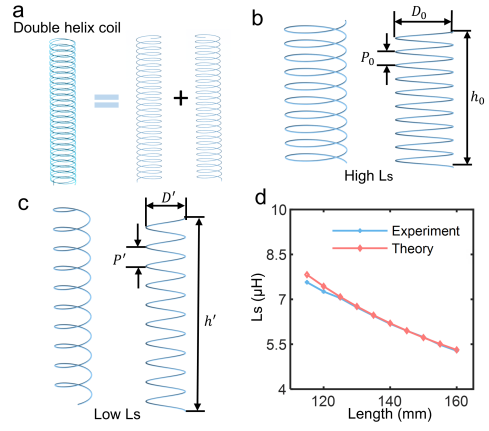 a
Double helix coil
b
D₀
P₀
h₀
High Ls
c
D′
P′
h′
Low Ls
d
Experiment
Theory
10
8.5
7
5.5
4
Ls (μH)
120
140
160
Length (mm)